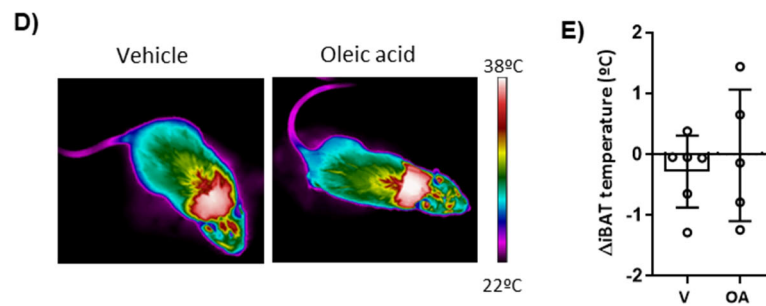 D)
Vehicle
Oleic acid
38ºC
22ºC
E)
ΔiBAT temperature (ºC)
2
1
0
-1
-2
V
OA